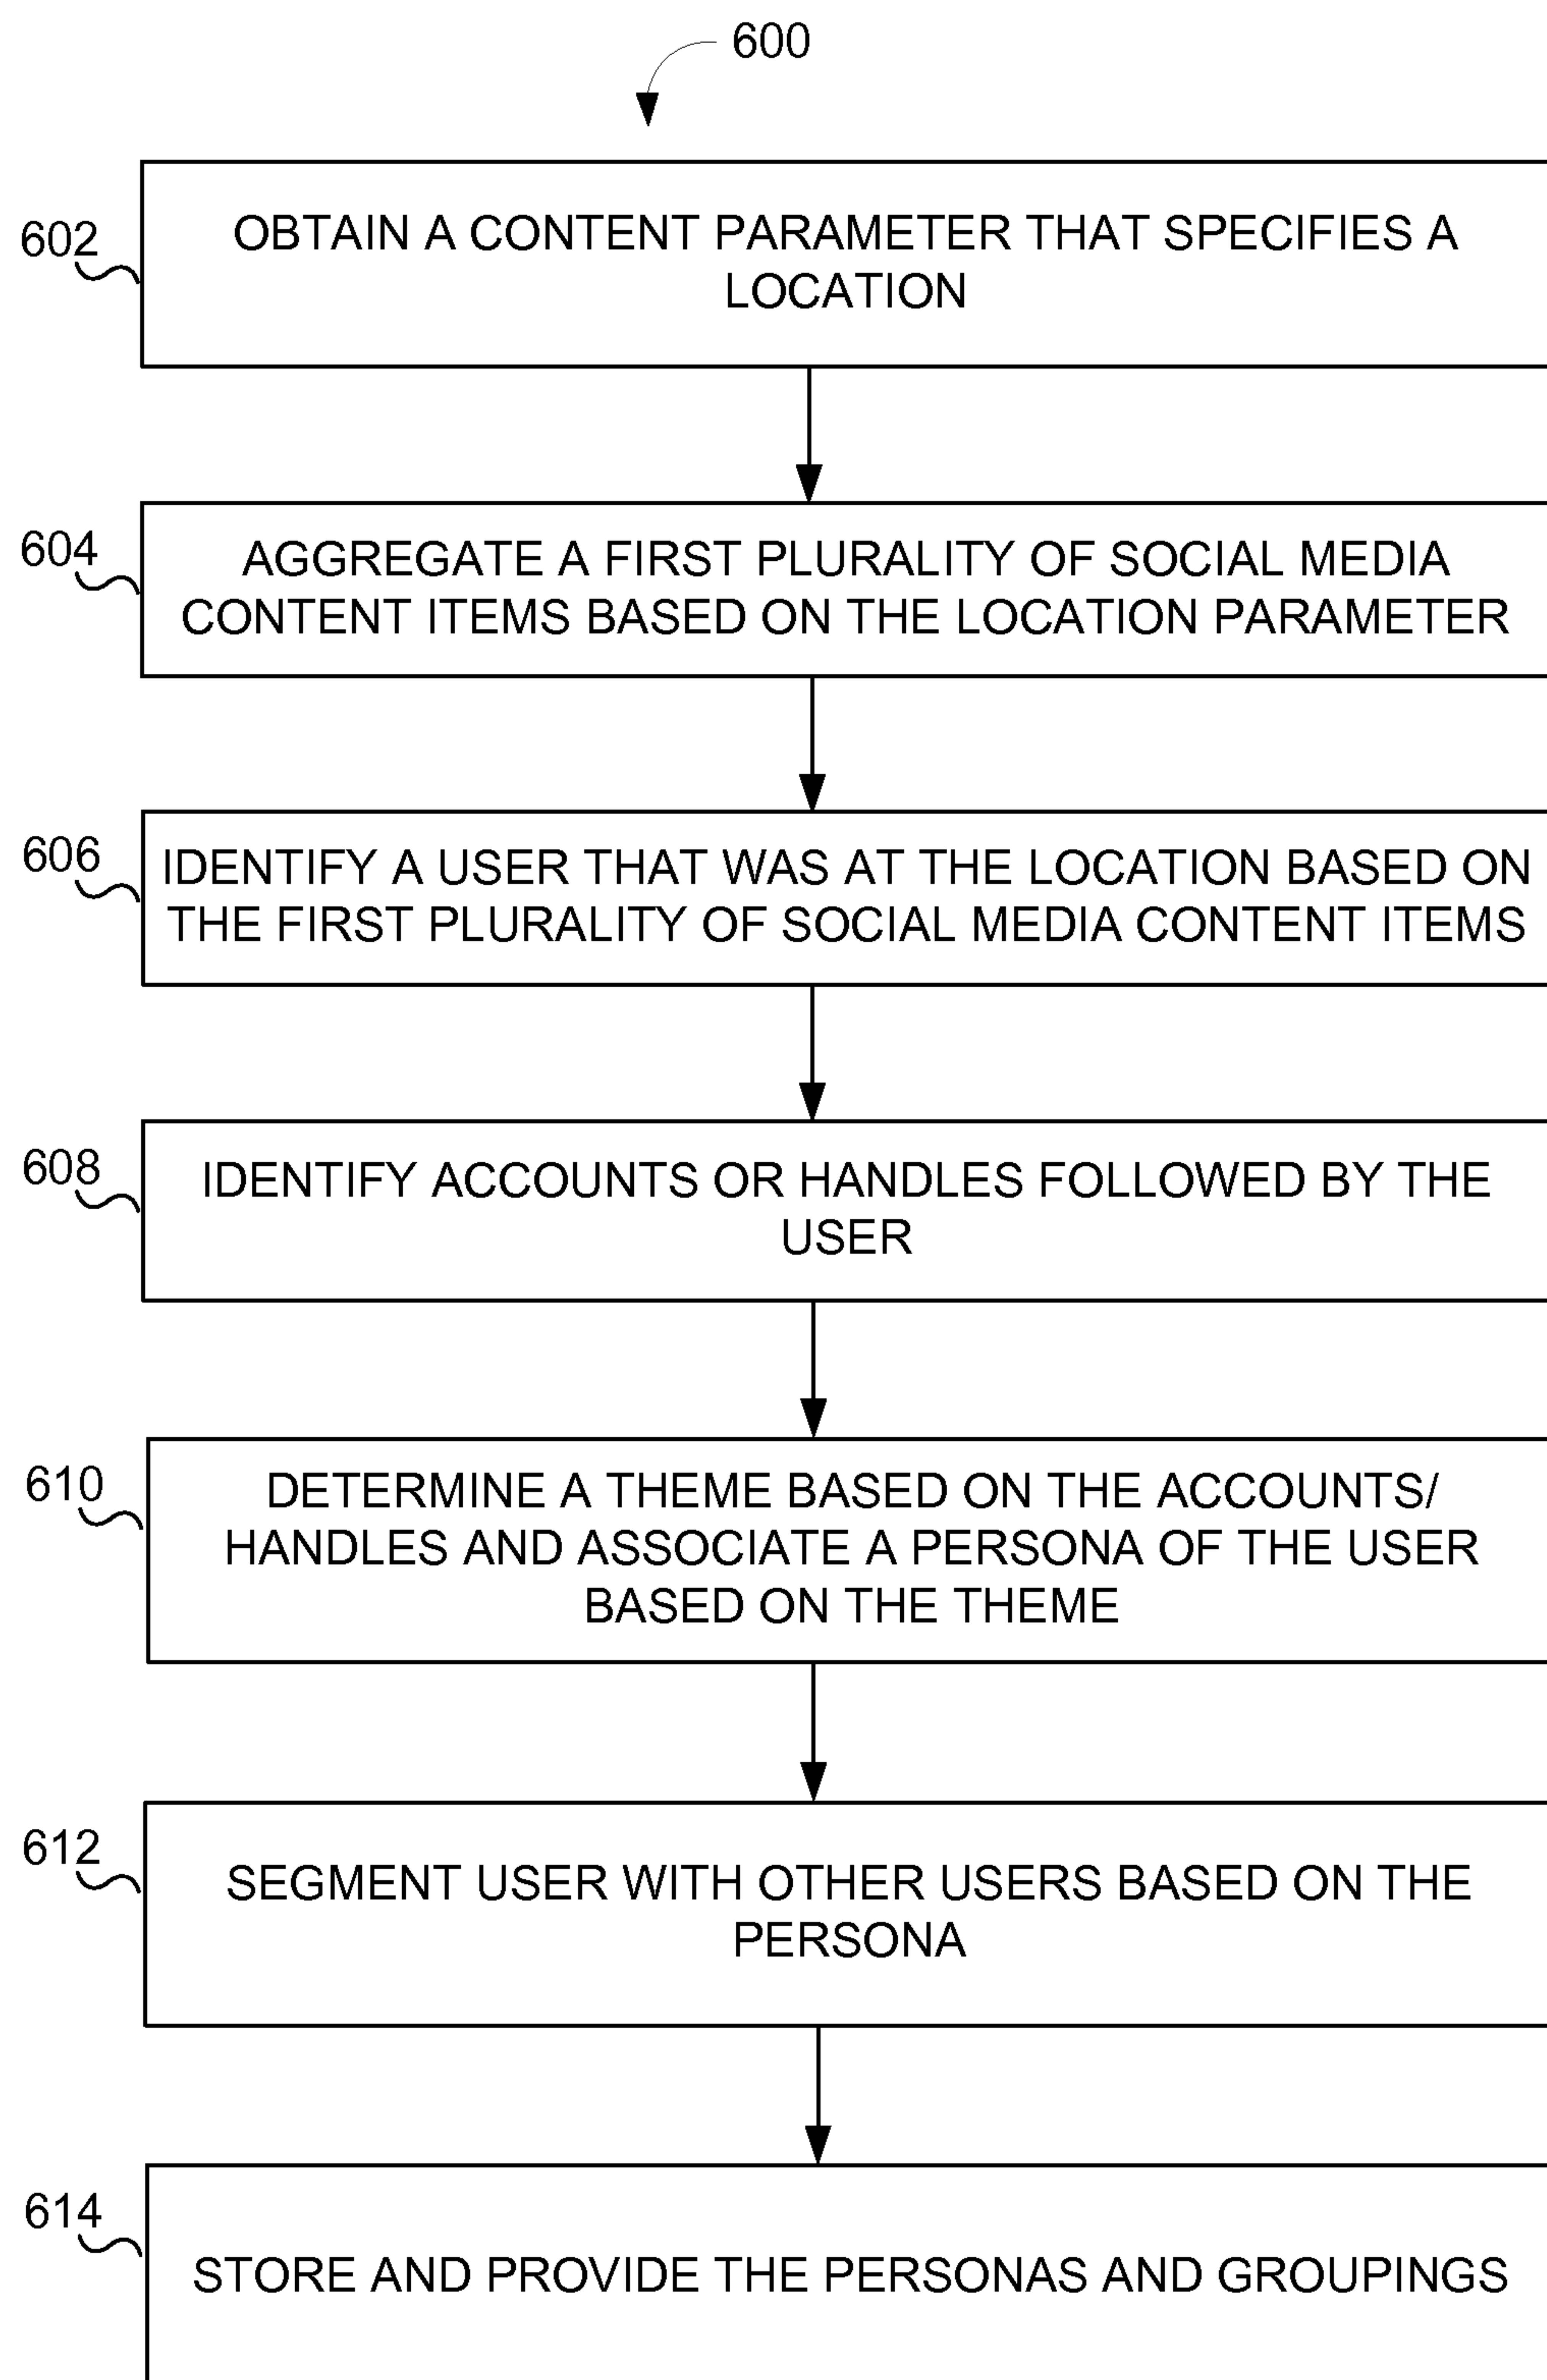 600
602
OBTAIN A CONTENT PARAMETER THAT SPECIFIES A
LOCATION
604
AGGREGATE A FIRST PLURALITY OF SOCIAL MEDIA
CONTENT ITEMS BASED ON THE LOCATION PARAMETER
606
IDENTIFY A USER THAT WAS AT THE LOCATION BASED ON
THE FIRST PLURALITY OF SOCIAL MEDIA CONTENT ITEMS
608
IDENTIFY ACCOUNTS OR HANDLES FOLLOWED BY THE
USER
610
DETERMINE A THEME BASED ON THE ACCOUNTS/
HANDLES AND ASSOCIATE A PERSONA OF THE USER
BASED ON THE THEME
612
SEGMENT USER WITH OTHER USERS BASED ON THE
PERSONA
614
STORE AND PROVIDE THE PERSONAS AND GROUPINGS